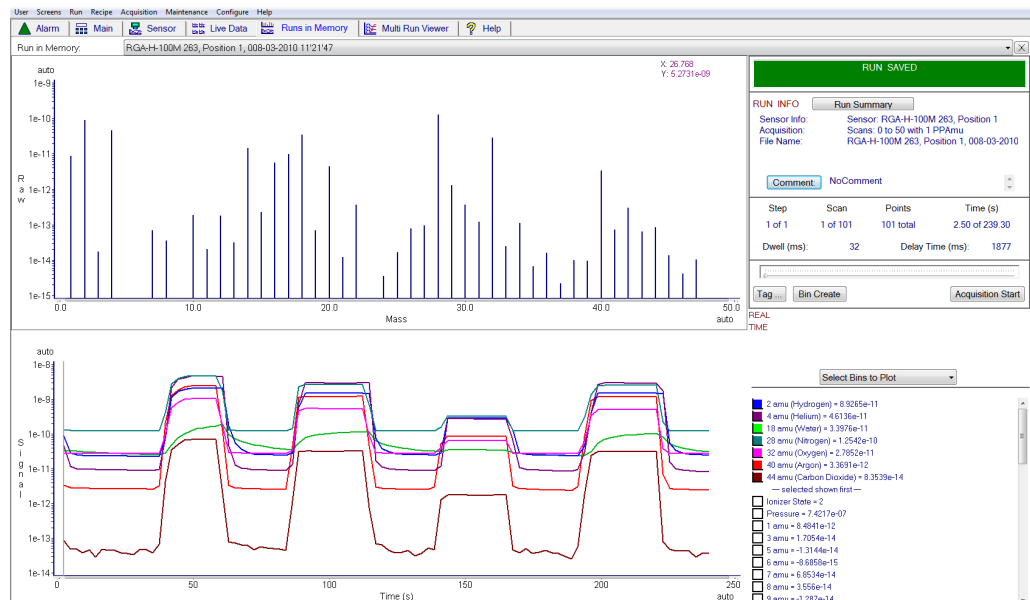 User Screens Run Recipe Acquisition Maintenance Configure Help
Alarm Main Sensor Live Data Runs in Memory Multi Run Viewer Help
Run in Memory: RGA-H-100M 263, Position 1, 008-03-2010 11'21'47
auto
1e-9
1e-10
1e-11
1e-12
1e-13
1e-14
1e-15
Raw
X: 26.768
Y: 5.2731e-09
0.0 10.0 20.0 30.0 40.0 50.0
Mass
auto
RUN SAVED
RUN INFO Run Summary
Sensor Info: Sensor: RGA-H-100M 263, Position 1
Acquisition: Scans: 0 to 50 with 1 PPAmu
File Name: RGA-H-100M 263, Position 1, 008-03-2010
Comment: NoComment
Step Scan Points Time (s)
1 of 1 1 of 101 101 total 2.50 of 239.30
Dwell (ms): 32 Delay Time (ms): 1877
Tag ... Bin Create Acquisition Start
REAL
TIME
auto
1e-8
1e-9
1e-10
1e-11
1e-12
1e-13
1e-14
Signal
0 50 100 150 200 250
Time (s)
auto
Select Bins to Plot
2 amu (Hydrogen) = 8.9265e-11
4 amu (Helium) = 4.6136e-11
18 amu (Water) = 3.3976e-11
28 amu (Nitrogen) = 1.2542e-10
32 amu (Oxygen) = 2.7852e-11
40 amu (Argon) = 3.3691e-12
44 amu (Carbon Dioxide) = 8.3539e-14
--- selected shown first---
Ionizer State = 2
Pressure = 7.4217e-07
1 amu = 8.4841e-12
3 amu = 1.7054e-14
5 amu = -1.3144e-14
6 amu = -8.6858e-15
7 amu = 6.8534e-14
8 amu = 3.556e-14
9 amu = -1.287e-14